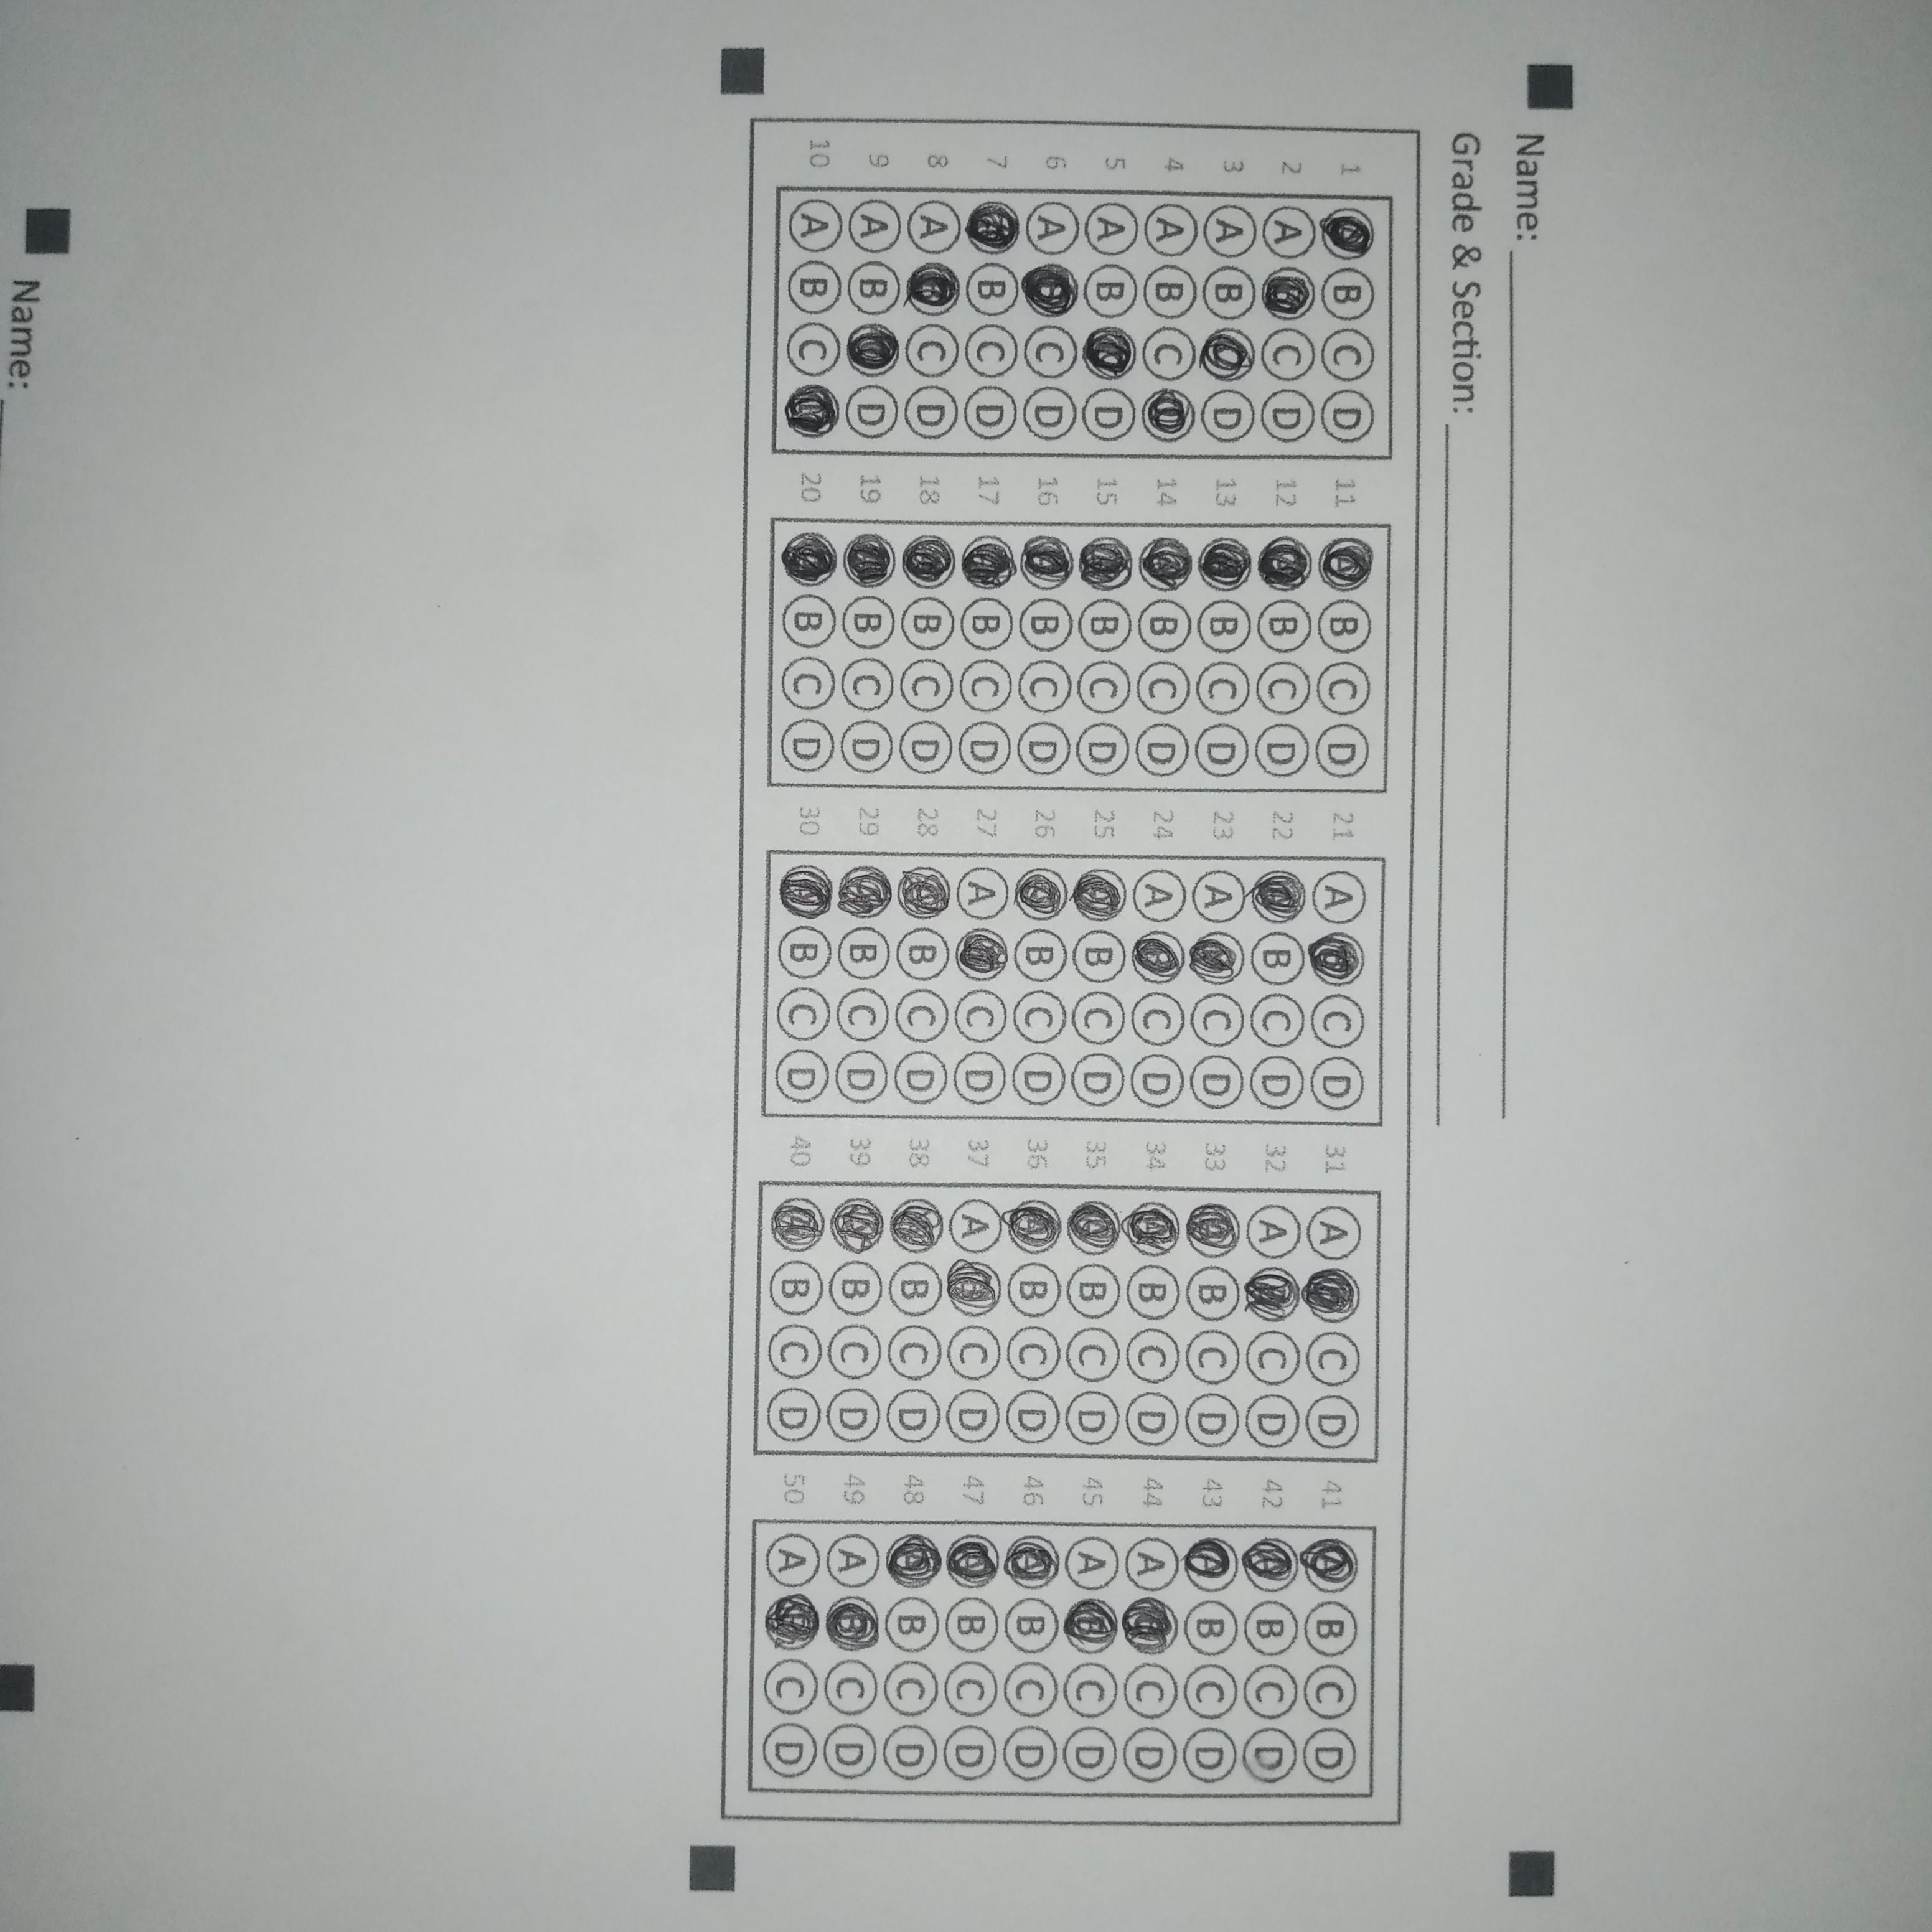 Name:
Grade & Section:
1 B C D 11 B C D 21 A C D 31 A C D 41 B C D
2 A C D 12 B C D 22 B C D 32 A C D 42 B C D
3 A B D 13 B C D 23 A C D 33 B C D 43 B C D
4 A B C 14 B C D 24 A C D 34 B C D 44 A C D
5 A B D 15 B C D 25 B C D 35 B C D 45 A C D
6 A C D 16 B C D 26 B C D 36 B C D 46 B C D
7 B C D 17 B C D 27 A C D 37 A C D 47 B C D
8 A C D 18 B C D 28 B C D 38 B C D 48 B C D
9 A B D 19 B C D 29 B C D 39 B C D 49 A C D
10 A B C 20 B C D 30 B C D 40 B C D 50 A C D
Name: